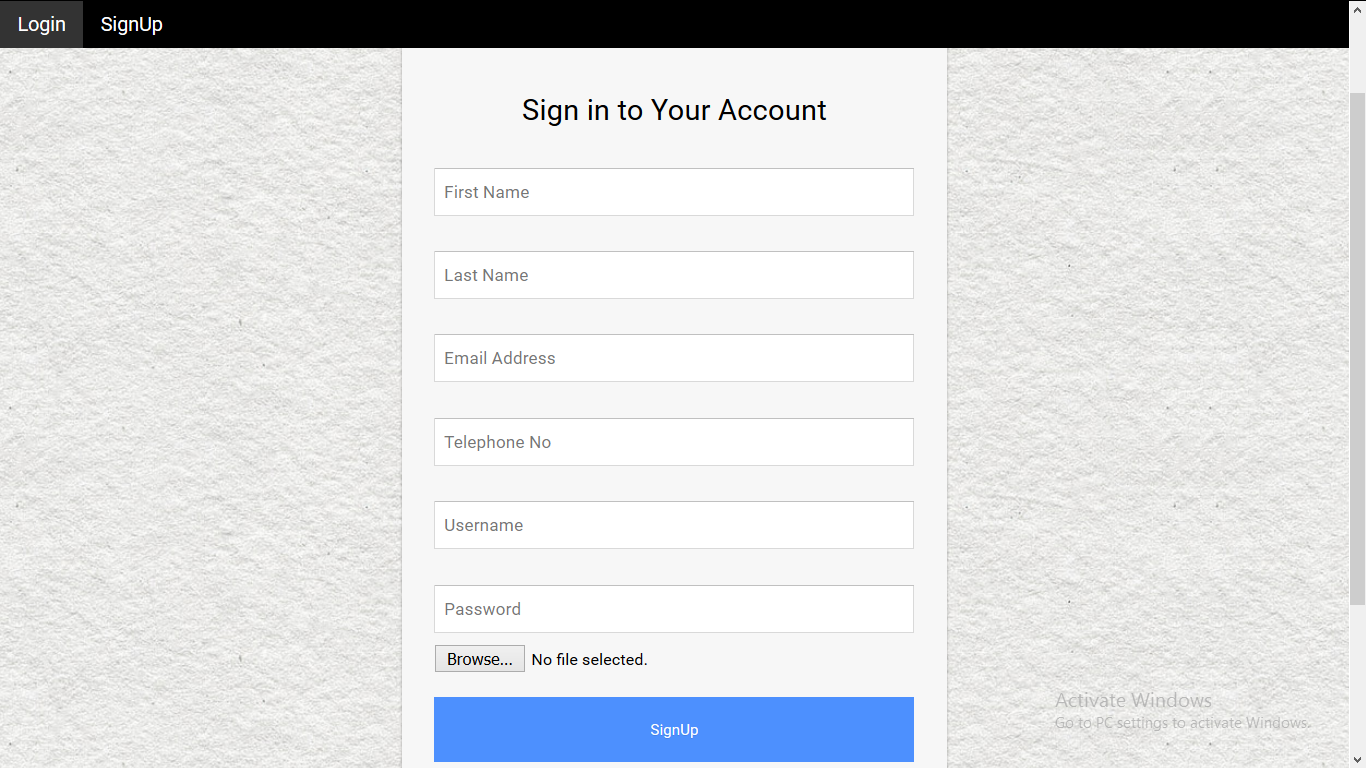 Login SignUp
Sign in to Your Account
First Name
Last Name
Email Address
Telephone No
Username
Password
Browse... No file selected.
SignUp
Activate Windows
Go to PC settings to activate Windows.